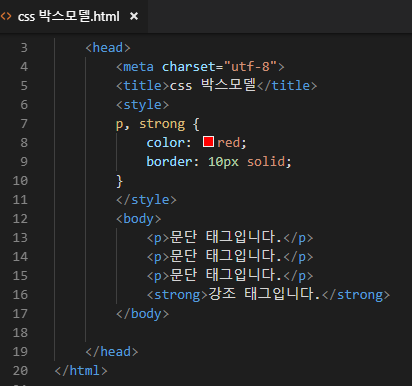 css 박스모델.html
3 <head>
4 <meta charset="utf-8">
5 <title>css 박스모델</title>
6 <style>
7 p, strong {
8 color: red;
9 border: 10px solid;
10 }
11 </style>
12 <body>
13 <p>문단 태그입니다.</p>
14 <p>문단 태그입니다.</p>
15 <p>문단 태그입니다.</p>
16 <strong>강조 태그입니다.</strong>
17 </body>
18
19 </head>
20 </html>